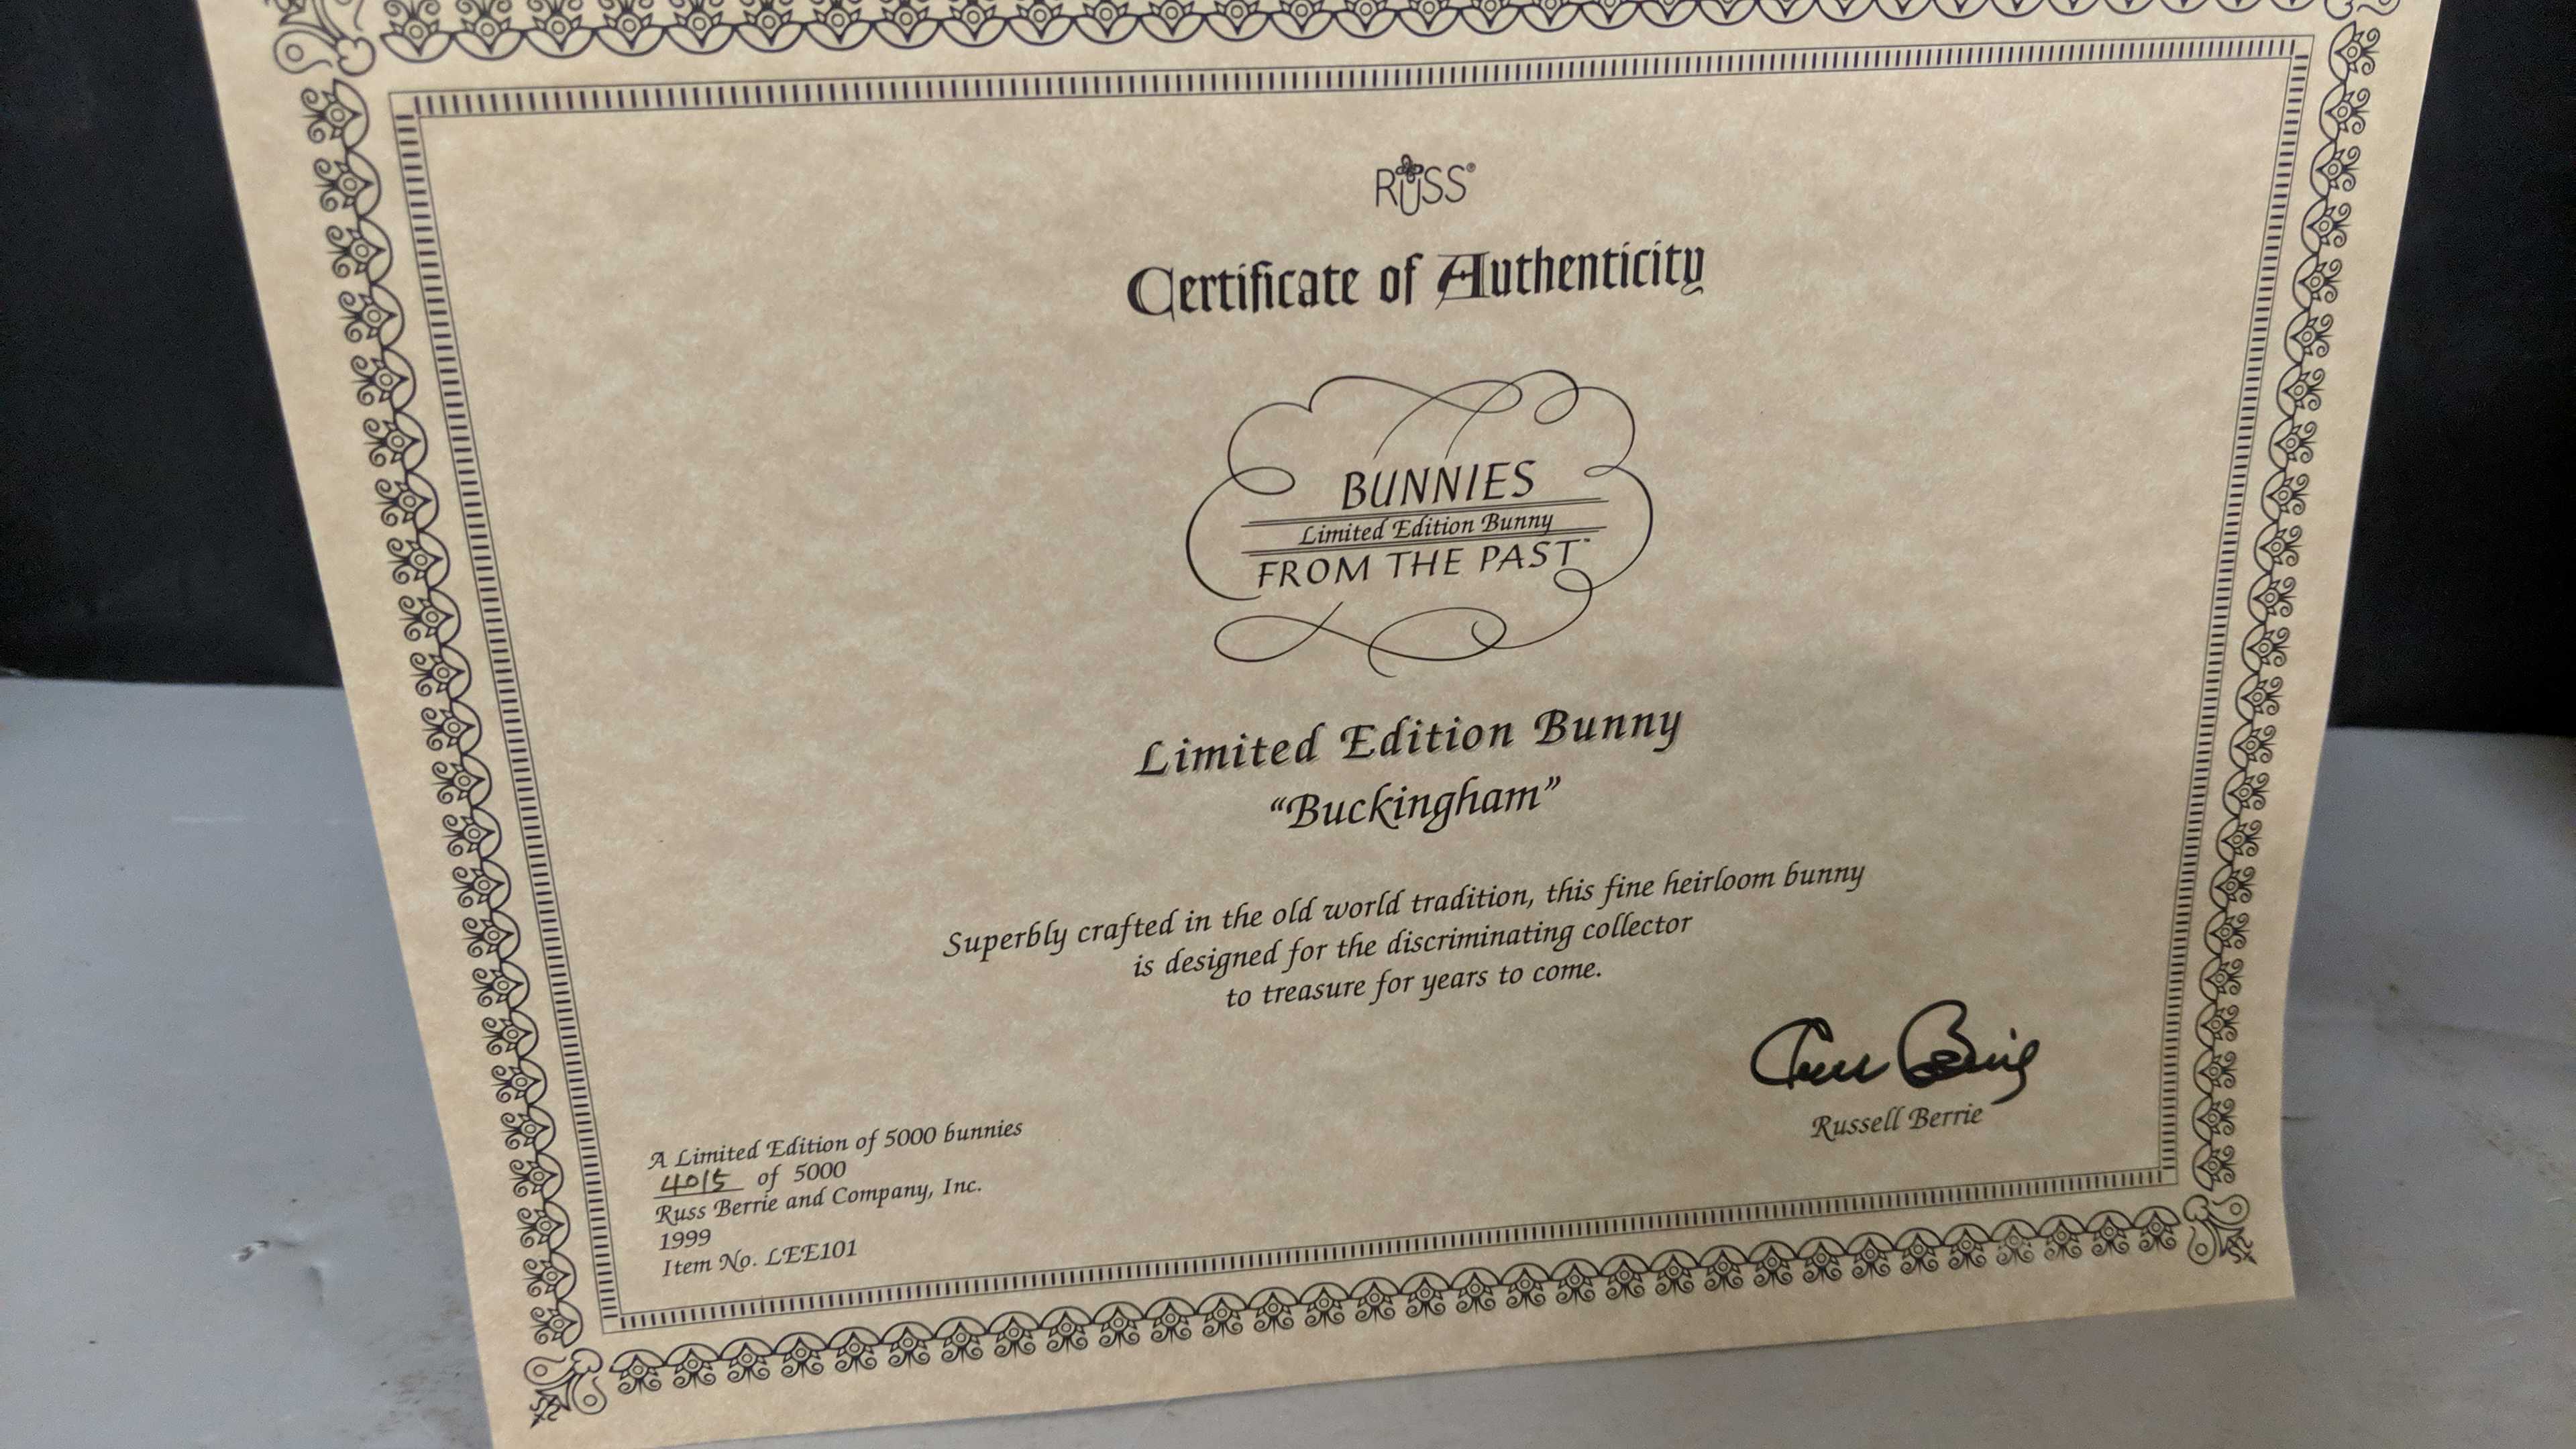 RUSS®
Certificate of Authenticity
BUNNIES
Limited Edition Bunny
FROM THE PAST™
Limited Edition Bunny
“Buckingham”
Superbly crafted in the old world tradition, this fine heirloom bunny
is designed for the discriminating collector
to treasure for years to come.
Russ Berrie
Russell Berrie
A Limited Edition of 5000 bunnies
4015 of 5000
Russ Berrie and Company, Inc.
1999
Item No. LEE101